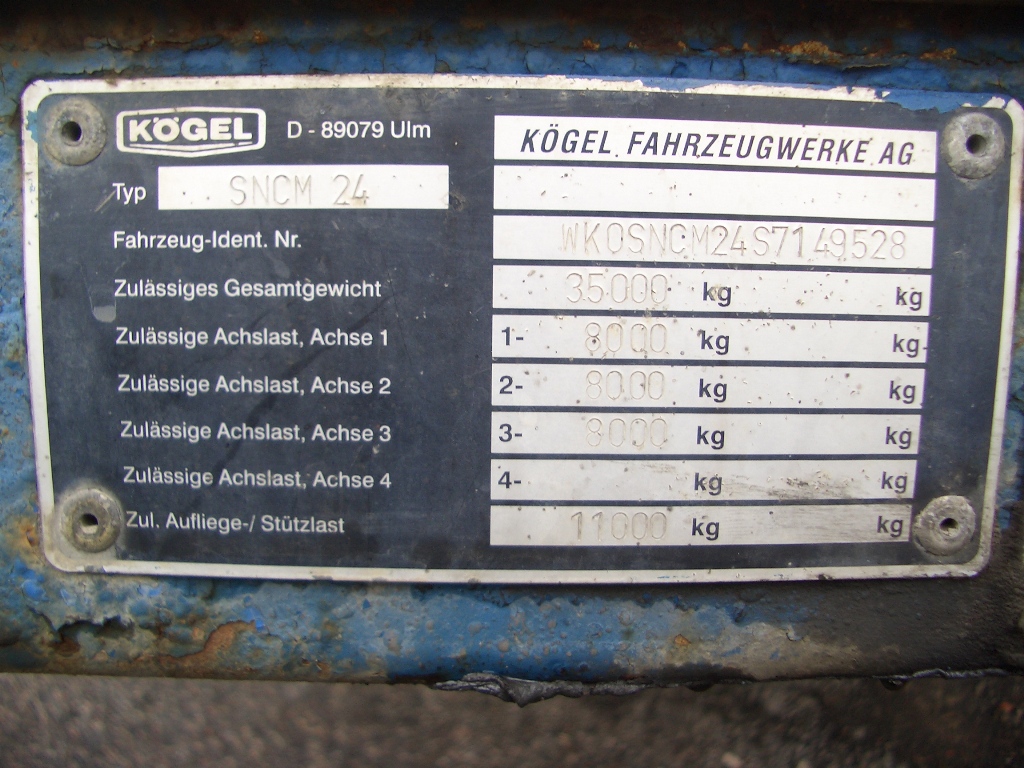 KÖGEL D - 89079 Ulm KÖGEL FAHRZEUGWERKE AG
Typ SNCM 24
Fahrzeug-Ident. Nr. WK0SNCM24S7149528
Zulässiges Gesamtgewicht 35000 kg kg
Zulässige Achslast, Achse 1 1- 8000 kg kg
Zulässige Achslast, Achse 2 2- 8000 kg kg
Zulässige Achslast, Achse 3 3- 8000 kg kg
Zulässige Achslast, Achse 4 4- kg kg
Zul. Aufliege-/ Stützlast 11000 kg kg